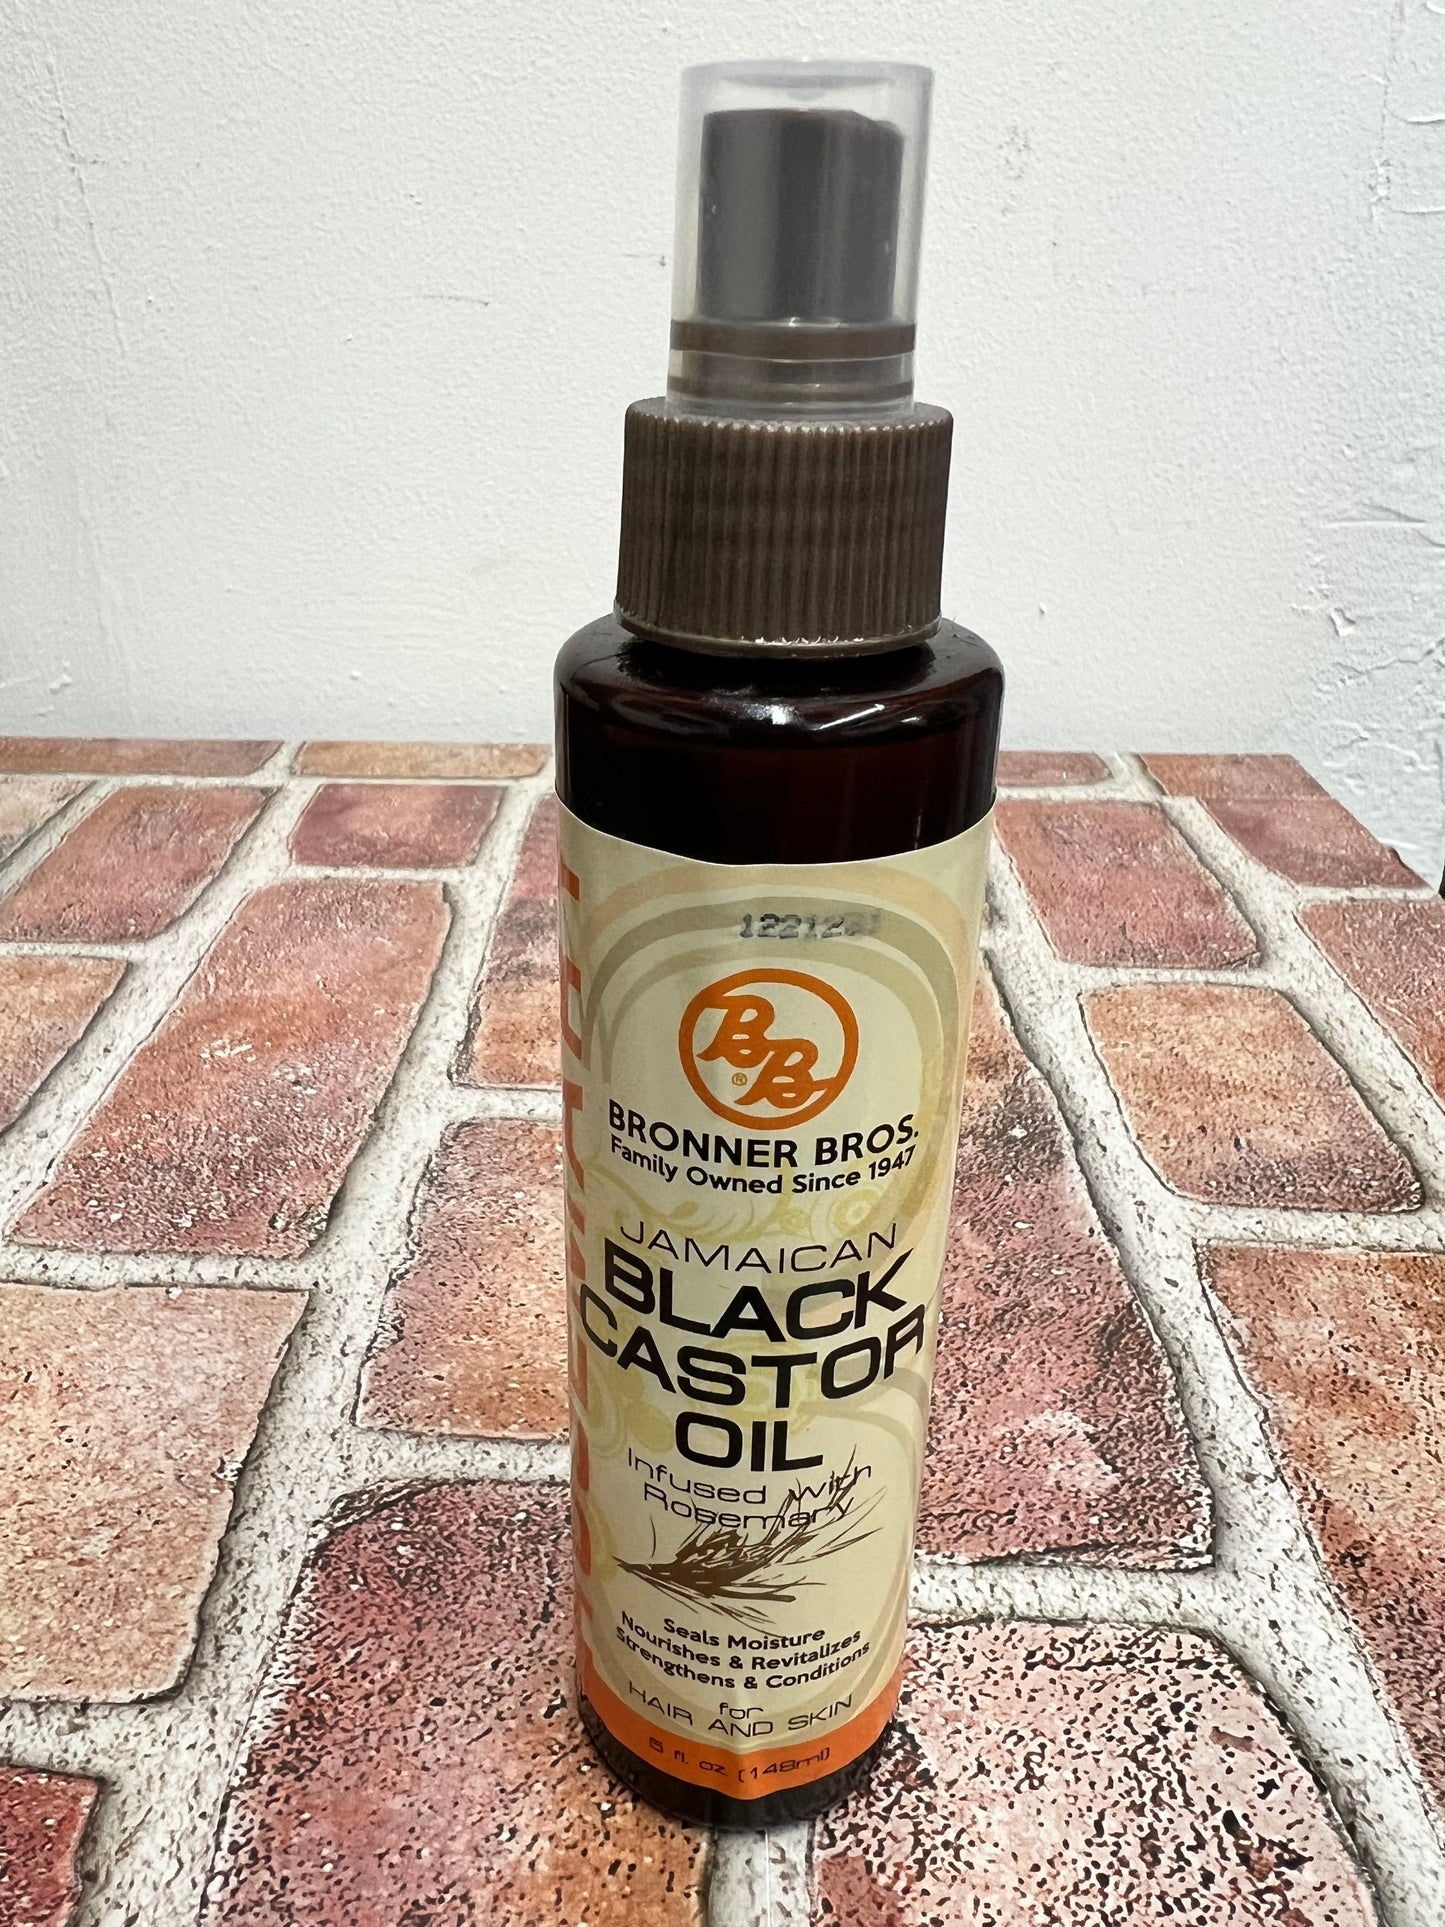 BB
®
BRONNER BROS.
Family Owned Since 1947
JAMAICAN
BLACK
CASTOR
OIL
Infused with
Rosemary
Seals Moisture
Nourishes & Revitalizes
Strengthens & Conditions
for
HAIR AND SKIN
5 fl. oz (148ml)